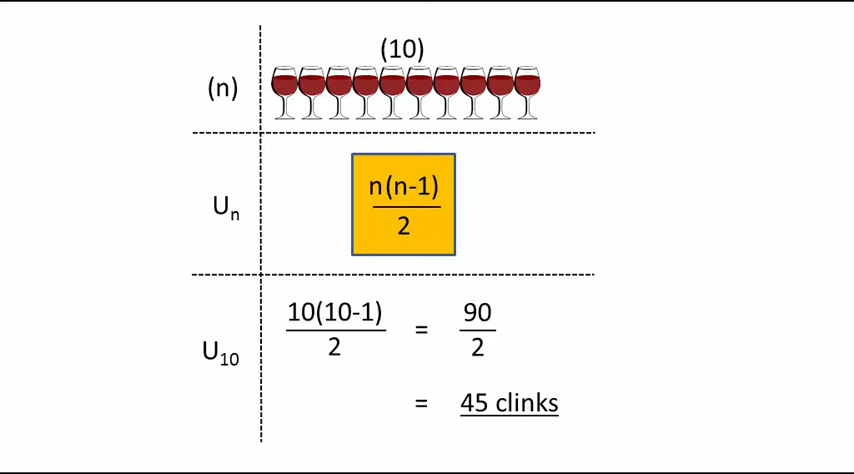 (10)
(n)
Uₙ
n(n-1)
2
10(10-1)
2
=
90
2
U₁₀
= 45 clinks